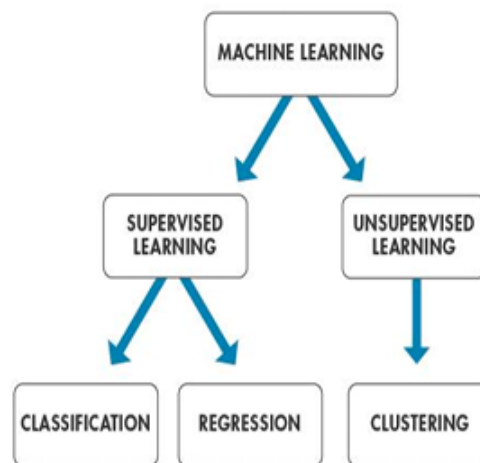 MACHINE LEARNING
SUPERVISED
LEARNING
UNSUPERVISED
LEARNING
CLASSIFICATION
REGRESSION
CLUSTERING